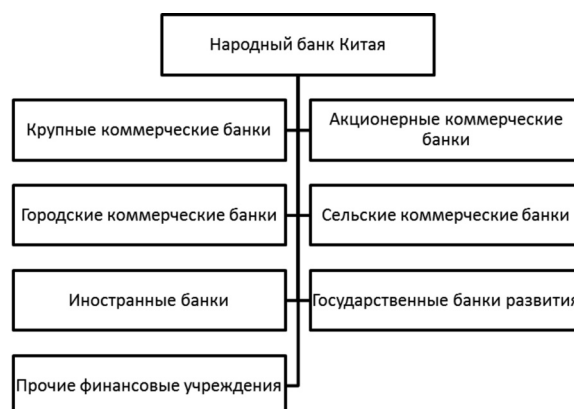 Народный банк Китая
Крупные коммерческие банки
Акционерные коммерческие
банки
Городские коммерческие банки
Сельские коммерческие банки
Иностранные банки
Государственные банки развития
Прочие финансовые учреждения